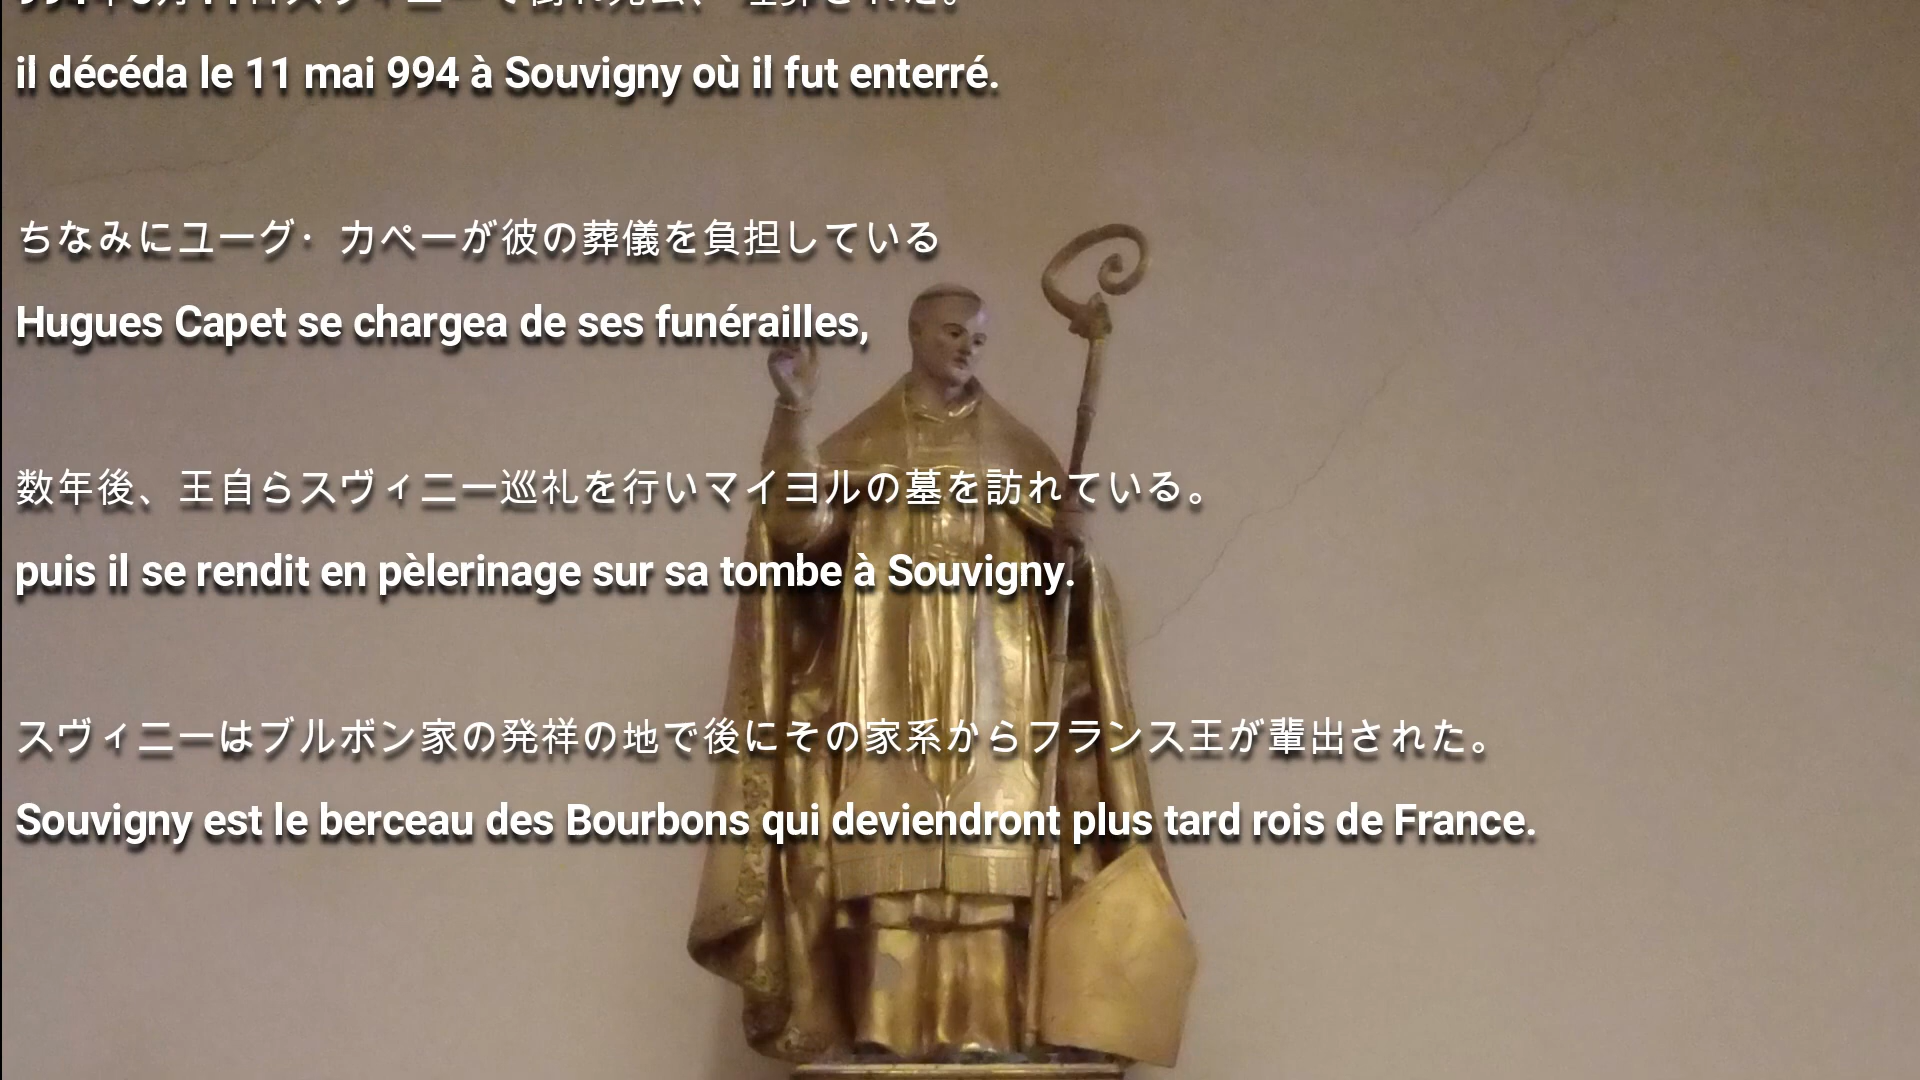 il décéda le 11 mai 994 à Souvigny où il fut enterré.
ちなみにユーグ・カペーが彼の葬儀を負担している
Hugues Capet se chargea de ses funérailles,
数年後、王自らスヴィニー巡礼を行いマイヨルの墓を訪れている。
puis il se rendit en pèlerinage sur sa tombe à Souvigny.
スヴィニーはブルボン家の発祥の地で後にその家系からフランス王が輩出された。
Souvigny est le berceau des Bourbons qui deviendront plus tard rois de France.